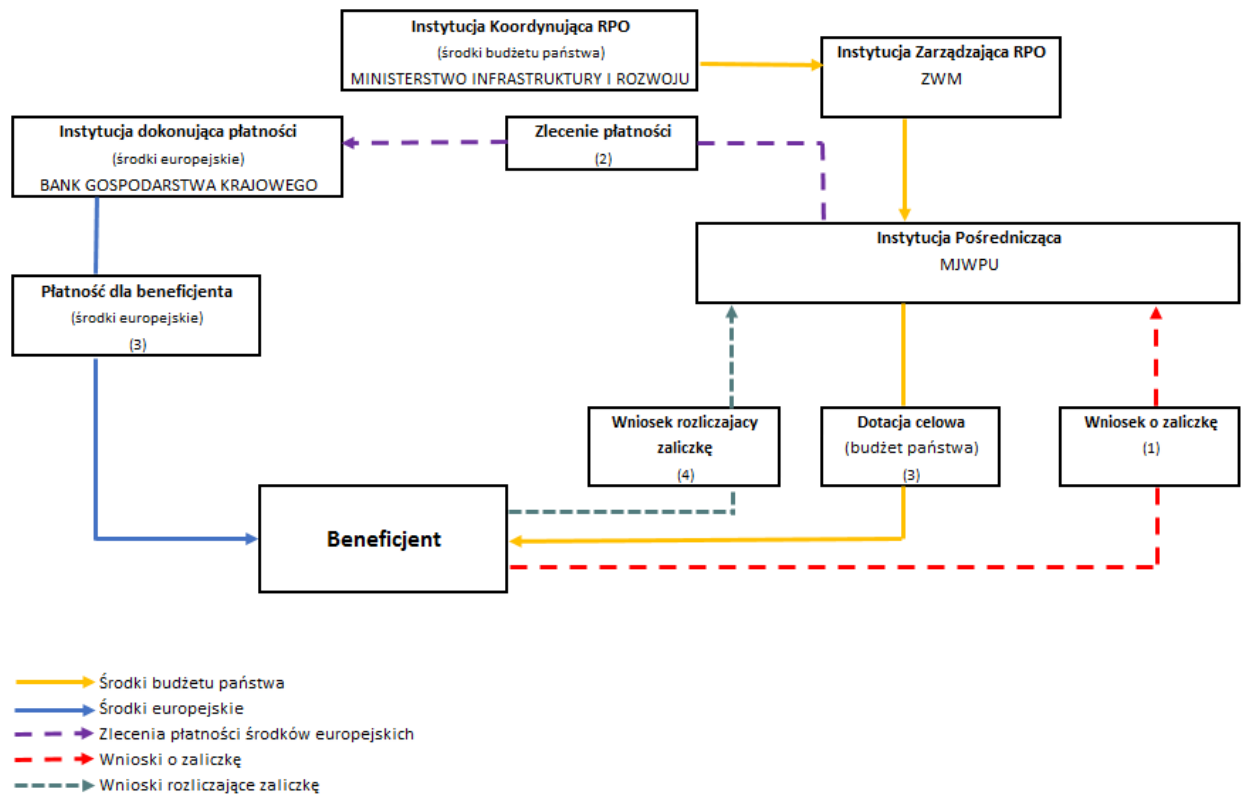 Instytucja Koordynująca RPO
(środki budżetu państwa)
MINISTERSTWO INFRASTRUKTURY I ROZWOJU
Instytucja Zarządzająca RPO
ZWM
Instytucja dokonująca płatności
(środki europejskie)
BANK GOSPODARSTWA KRAJOWEGO
Zlecenie płatności
(2)
Instytucja Pośrednicząca
MJWPU
Płatność dla beneficjenta
(środki europejskie)
(3)
Wniosek rozliczajacy
zaliczkę
(4)
Dotacja celowa
(budżet państwa)
(3)
Wniosek o zaliczkę
(1)
Beneficjent
Środki budżetu państwa
Środki europejskie
Zlecenia płatności środków europejskich
Wnioski o zaliczkę
Wnioski rozliczające zaliczkę